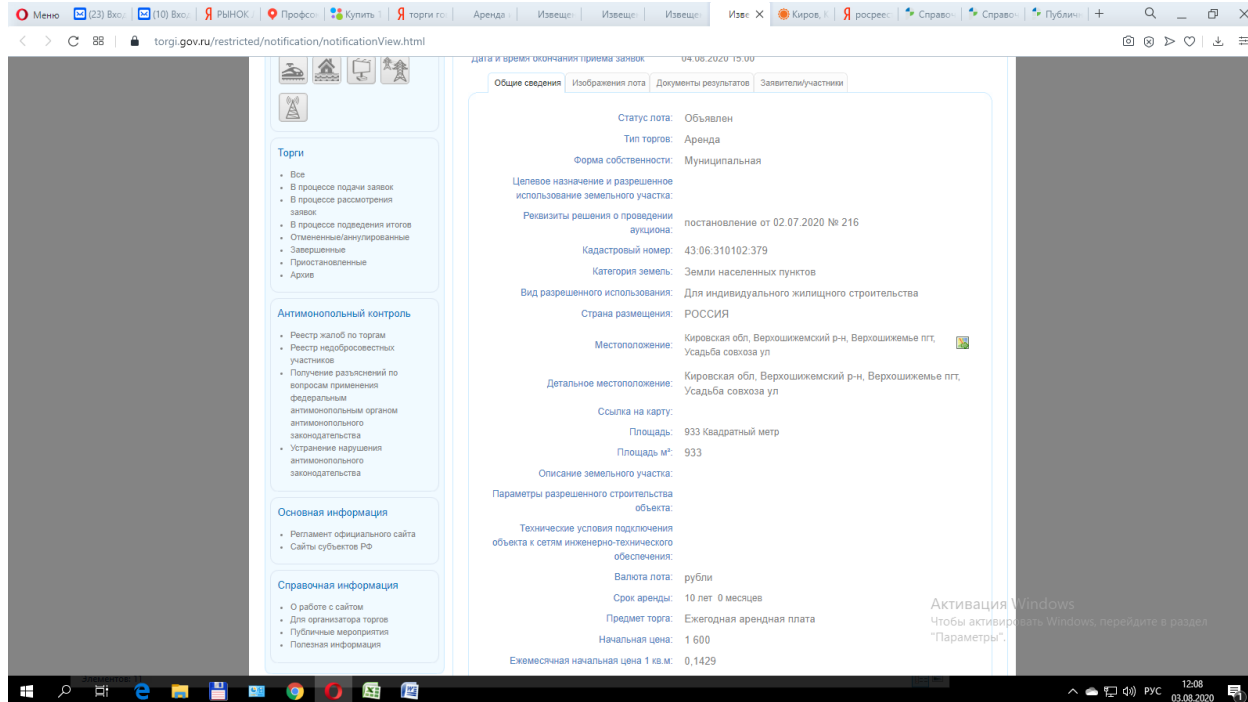 Меню
(23) Вход
(10) Вход
РЫНОК
Профсо
Купить
торги го
Аренда
Извеще
Извеще
Извеще
Изве
Киров,
росреес
Справо
Справо
Публич
torgi.gov.ru/restricted/notification/notificationView.html
Дата и время окончания приема заявок 04.08.2020 15:00
Общие сведения Изображения лота Документы результатов Заявители/участники
Торги
Все
В процессе подачи заявок
В процессе рассмотрения
заявок
В процессе подведения итогов
Отмененные/аннулированные
Завершенные
Приостановленные
Архив
Антимонопольный контроль
Реестр жалоб по торгам
Реестр недобросовестных
участников
Получение разъяснений по
вопросам применения
федеральным
антимонопольным органом
антимонопольного
законодательства
Устранение нарушения
антимонопольного
законодательства
Основная информация
Регламент официального сайта
Сайты субъектов РФ
Справочная информация
О работе с сайтом
Для организатора торгов
Публичные мероприятия
Полезная информация
Статус лота: Объявлен
Тип торгов: Аренда
Форма собственности: Муниципальная
Целевое назначение и разрешенное
использование земельного участка:
Реквизиты решения о проведении
аукциона: постановление от 02.07.2020 № 216
Кадастровый номер: 43:06:310102:379
Категория земель: Земли населенных пунктов
Вид разрешенного использования: Для индивидуального жилищного строительства
Страна размещения: РОССИЯ
Местоположение: Кировская обл, Верхошижемский р-н, Верхошижемье пгт,
Усадьба совхоза ул
Детальное местоположение: Кировская обл, Верхошижемский р-н, Верхошижемье пгт,
Усадьба совхоза ул
Ссылка на карту:
Площадь: 933 Квадратный метр
Площадь м²: 933
Описание земельного участка:
Параметры разрешенного строительства
объекта:
Технические условия подключения
объекта к сетям инженерно-технического
обеспечения:
Валюта лота: рубли
Срок аренды: 10 лет 0 месяцев
Предмет торга: Ежегодная арендная плата
Начальная цена: 1 600
Ежемесячная начальная цена 1 кв.м: 0,1429
Активация Windows
Чтобы активировать Windows, перейдите в раздел
"Параметры".
РУС
12:08
03.08.2020